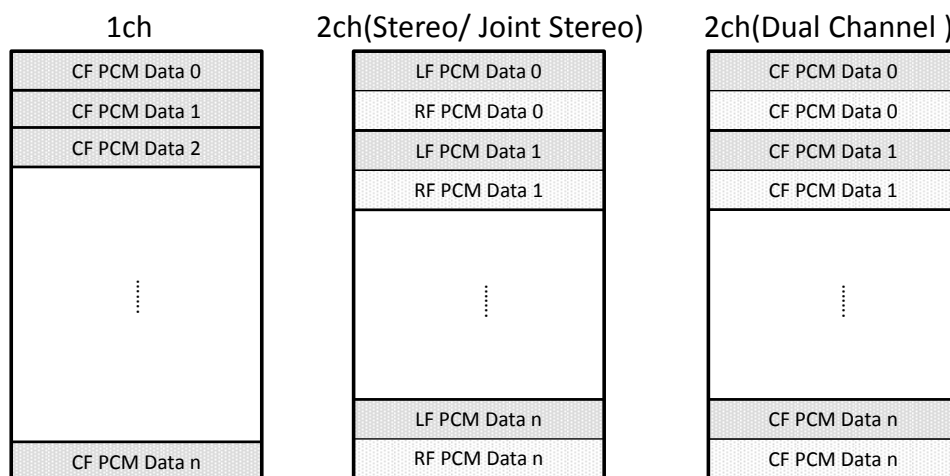 1ch
CF PCM Data 0
CF PCM Data 1
CF PCM Data 2
CF PCM Data n
2ch(Stereo/ Joint Stereo)
LF PCM Data 0
RF PCM Data 0
LF PCM Data 1
RF PCM Data 1
LF PCM Data n
RF PCM Data n
2ch(Dual Channel )
CF PCM Data 0
CF PCM Data 0
CF PCM Data 1
CF PCM Data 1
CF PCM Data n
CF PCM Data n